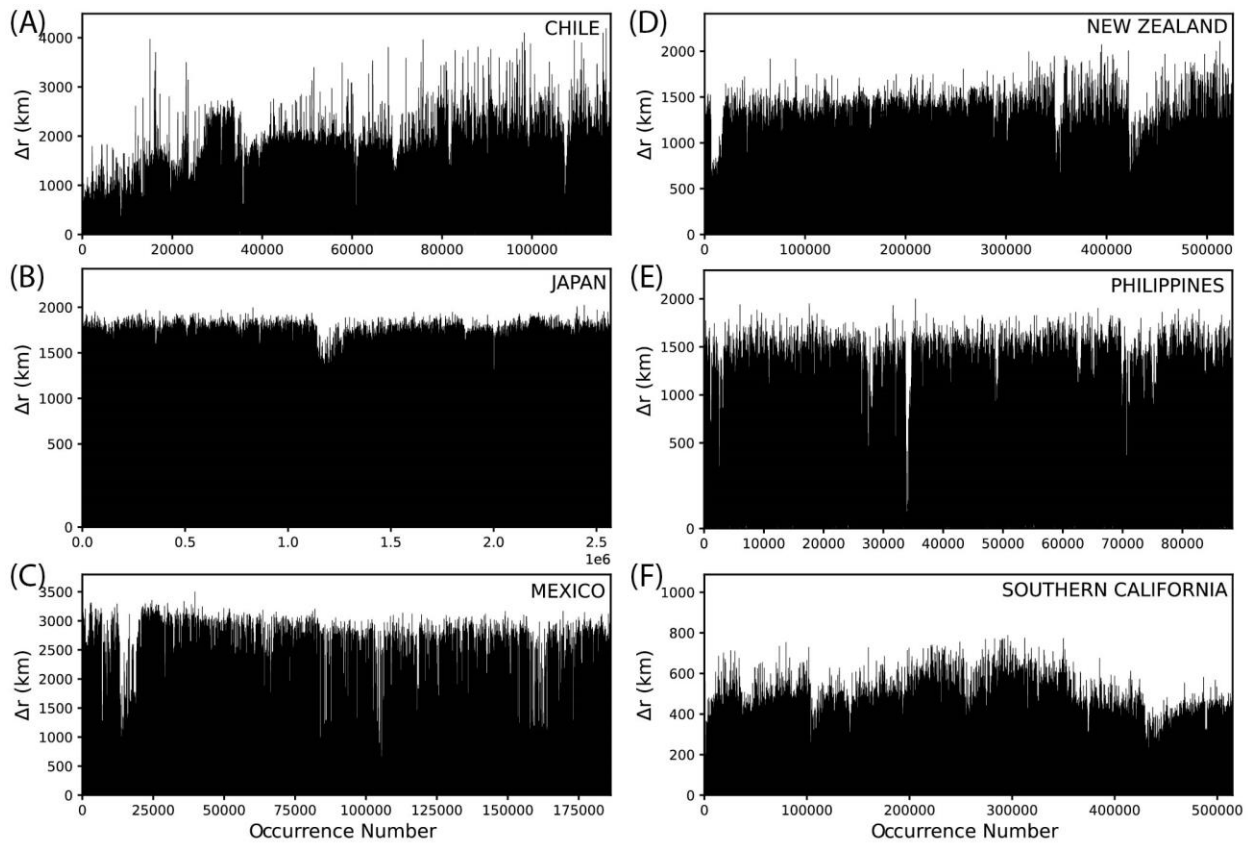 (A)
CHILE
4000
3000
2000
1000
0
Δr (km)
0 20000 40000 60000 80000 100000
(B)
JAPAN
2000
1500
500
500
0
Δr (km)
0.0 0.5 1.0 1.5 2.0 2.5
1e6
(C)
MEXICO
3500
3000
2500
2000
1500
3000
500
0
Δr (km)
0 25000 50000 75000 100000 125000 150000 175000
Occurrence Number
(D)
NEW ZEALAND
2000
1500
1000
500
0
Δr (km)
0 100000 200000 300000 400000 500000
(E)
PHILIPPINES
2000
1500
1000
500
0
Δr (km)
0 10000 20000 30000 40000 50000 60000 70000 80000
(F)
SOUTHERN CALIFORNIA
1000
800
600
400
200
0
Δr (km)
0 100000 200000 300000 400000 500000
Occurrence Number